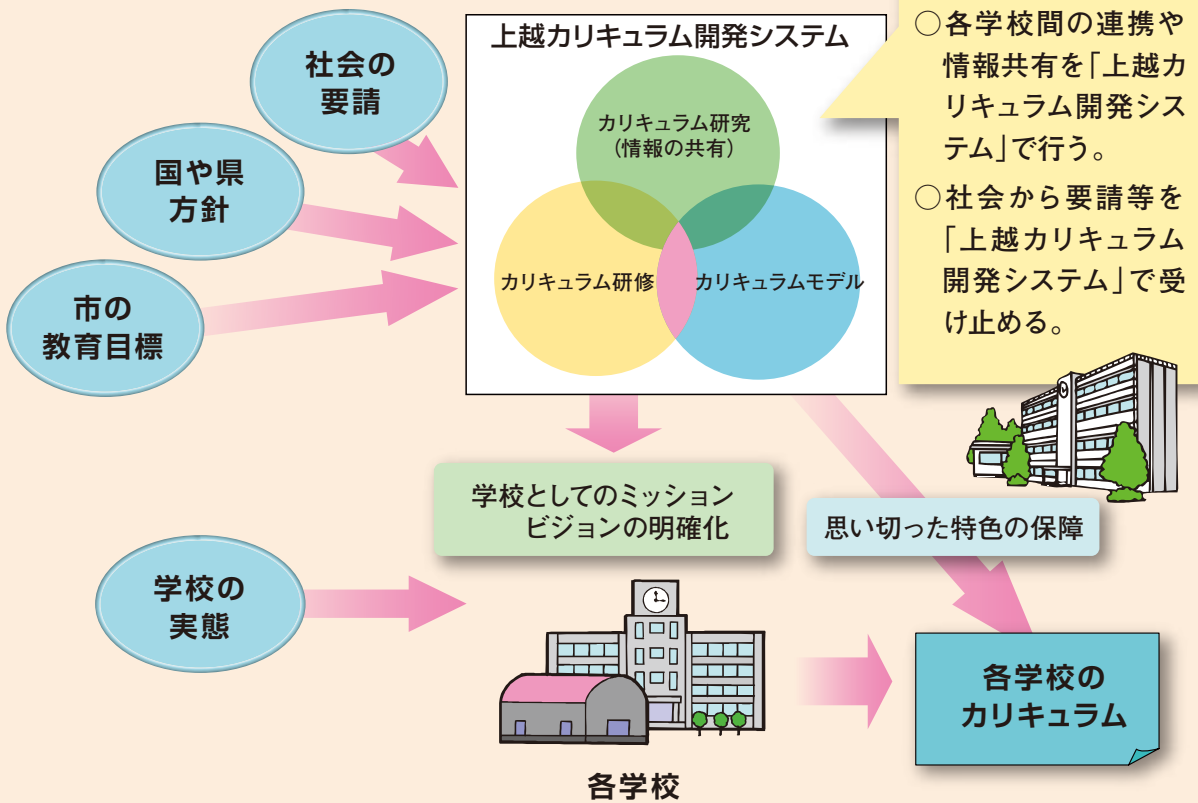 上越カリキュラム開発システム
社会の
要請
国や県
方針
市の
教育目標
カリキュラム研究
(情報の共有)
カリキュラム研修
カリキュラムモデル
○各学校間の連携や
情報共有を「上越カ
リキュラム開発シス
テム」で行う。
○社会から要請等を
「上越カリキュラム
開発システム」で受
け止める。
学校としてのミッション
ビジョンの明確化
思い切った特色の保障
学校の
実態
各学校
各学校の
カリキュラム